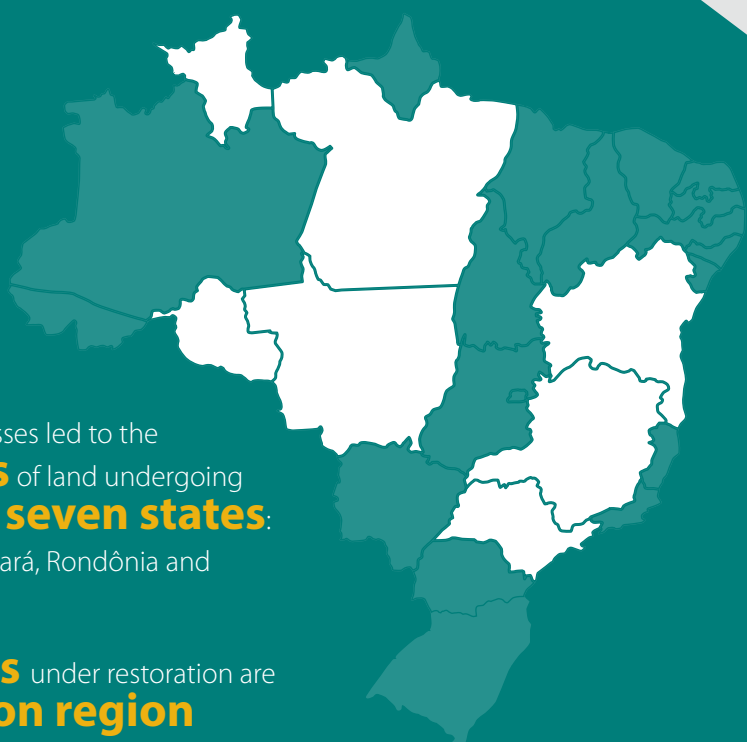 sses led to the
s of land undergoing
seven states:
ará, Rondônia and
s under restoration are
on region